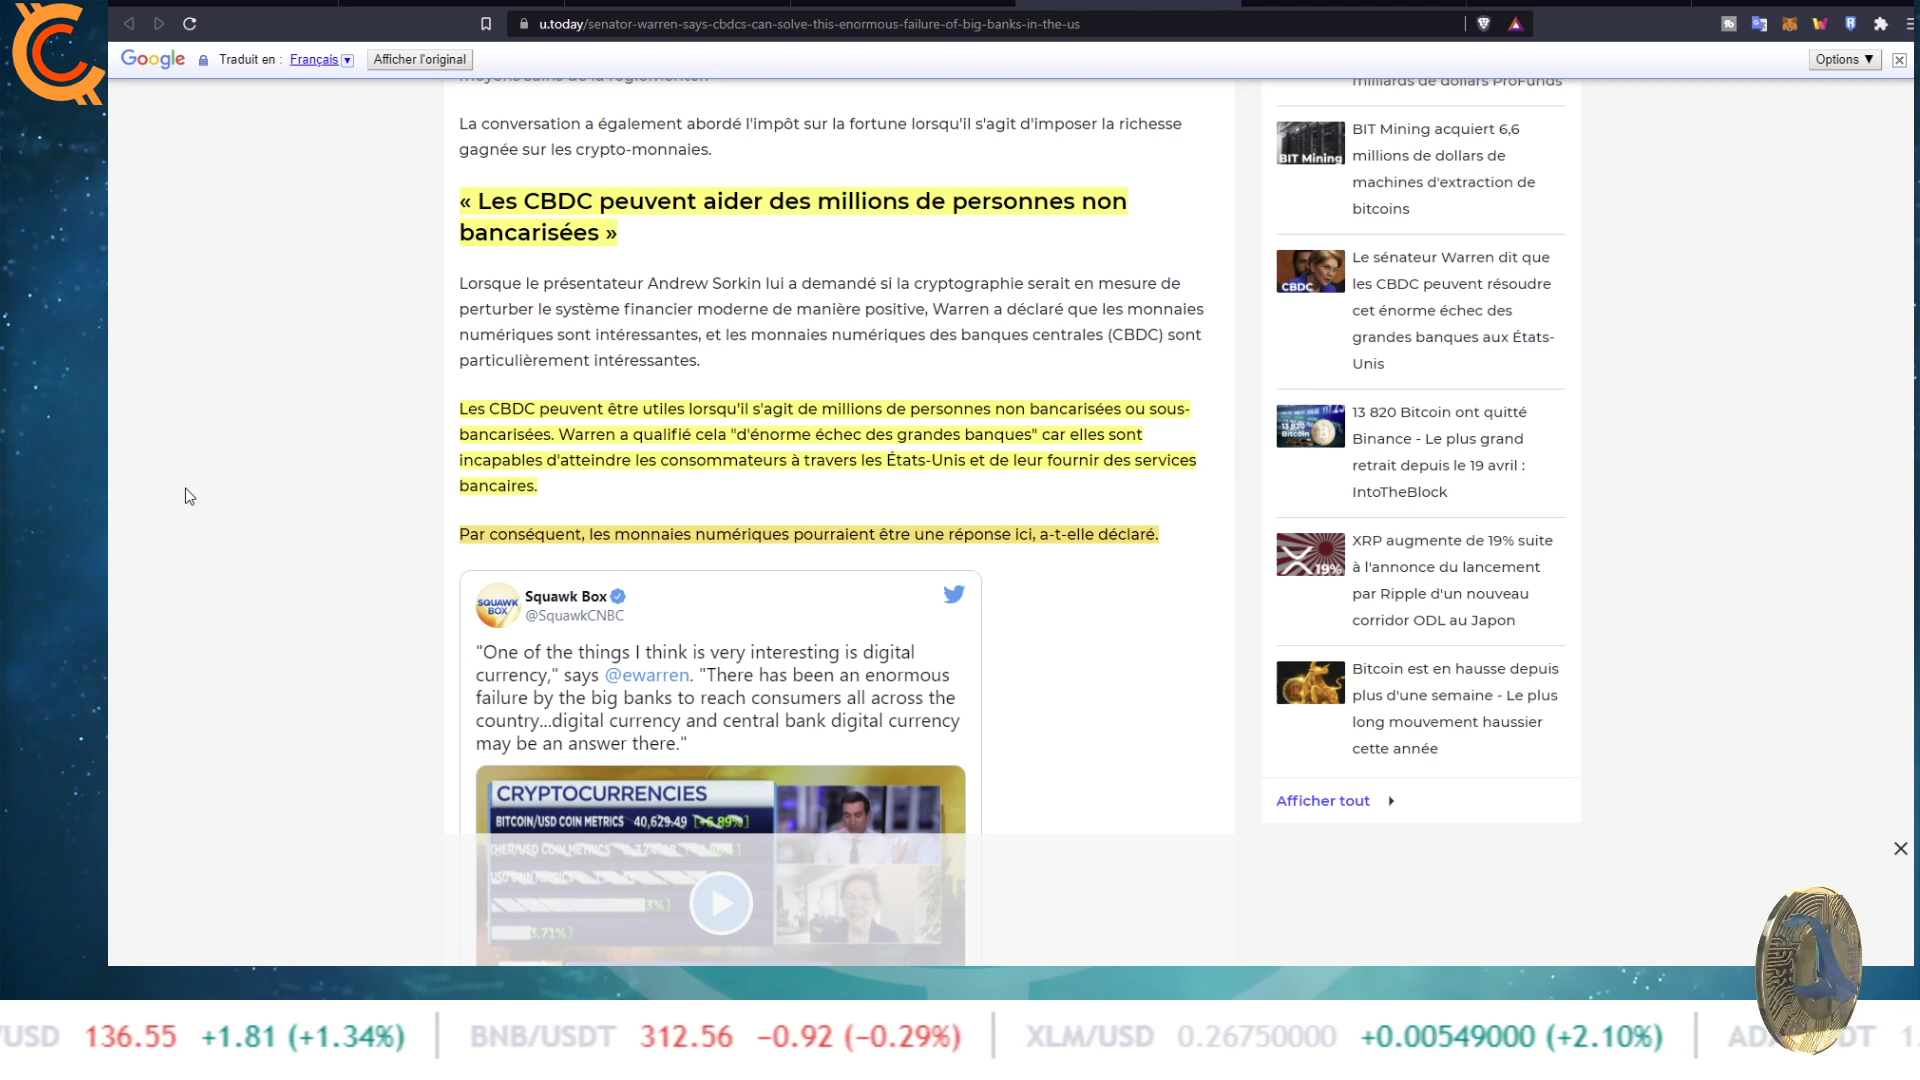 u.today/senator-warren-says-cbdcs-can-solve-this-enormous-failure-of-big-banks-in-the-us
Google Traduit en : Français Afficher l'original Options ▼
La conversation a également abordé l'impôt sur la fortune lorsqu'il s'agit d'imposer la richesse
gagnée sur les crypto-monnaies.
« Les CBDC peuvent aider des millions de personnes non
bancarisées »
Lorsque le présentateur Andrew Sorkin lui a demandé si la cryptographie serait en mesure de
perturber le système financier moderne de manière positive, Warren a déclaré que les monnaies
numériques sont intéressantes, et les monnaies numériques des banques centrales (CBDC) sont
particulièrement intéressantes.
Les CBDC peuvent être utiles lorsqu'il s'agit de millions de personnes non bancarisées ou sous-
bancarisées. Warren a qualifié cela "d'énorme échec des grandes banques" car elles sont
incapables d'atteindre les consommateurs à travers les États-Unis et de leur fournir des services
bancaires.
Par conséquent, les monnaies numériques pourraient être une réponse ici, a-t-elle déclaré.
SQUAWK
BOX
Squawk Box
@SquawkCNBC
"One of the things I think is very interesting is digital
currency," says @ewarren. "There has been an enormous
failure by the big banks to reach consumers all across the
country...digital currency and central bank digital currency
may be an answer there."
CRYPTOCURRENCIES
BITCOIN/USD COIN METRICS 40,629.49 [+6.89%]
3.71%]
milliards de dollars ProFunds
BIT Mining
BIT Mining acquiert 6,6
millions de dollars de
machines d'extraction de
bitcoins
CBDC
Le sénateur Warren dit que
les CBDC peuvent résoudre
cet énorme échec des
grandes banques aux États-
Unis
13 820
Bitcoin
13 820 Bitcoin ont quitté
Binance - Le plus grand
retrait depuis le 19 avril :
IntoTheBlock
19%
XRP augmente de 19% suite
à l'annonce du lancement
par Ripple d'un nouveau
corridor ODL au Japon
Bitcoin est en hausse depuis
plus d'une semaine - Le plus
long mouvement haussier
cette année
Afficher tout
/USD 136.55 +1.81 (+1.34%) BNB/USDT 312.56 −0.92 (−0.29%) XLM/USD 0.26750000 +0.00549000 (+2.10%)